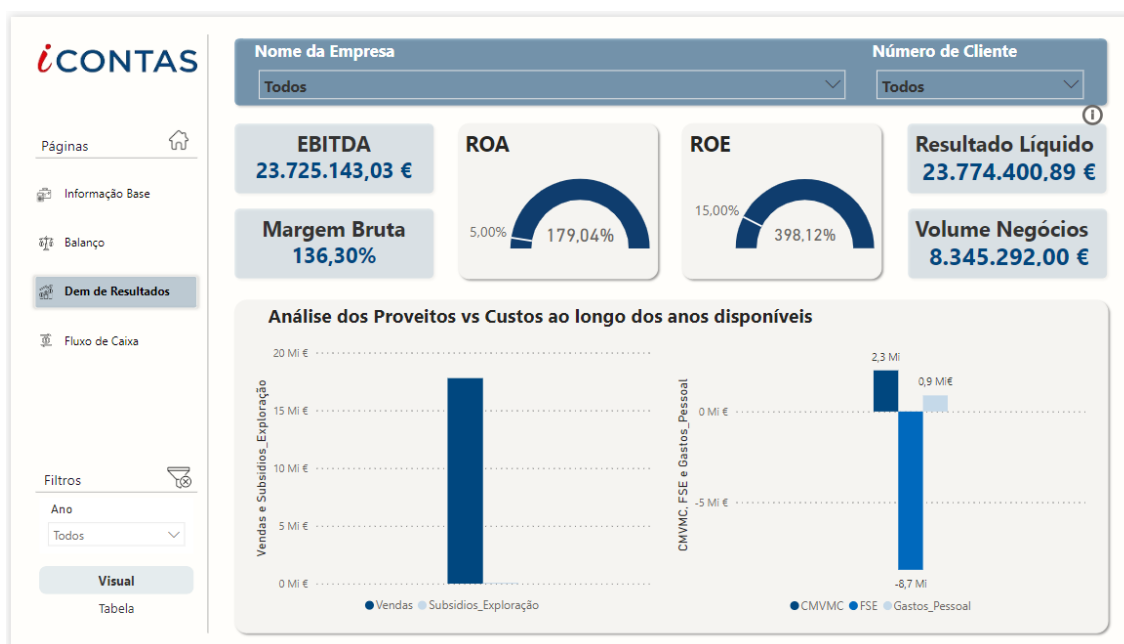 iCONTAS
Páginas
Informação Base
Balanço
Dem de Resultados
Fluxo de Caixa
Filtros
Ano
Todos
Visual
Tabela
Nome da Empresa
Todos
Número de Cliente
Todos
EBITDA
23.725.143,03 €
Margem Bruta
136,30%
ROA
5,00%
179,04%
ROE
15,00%
398,12%
Resultado Líquido
23.774.400,89 €
Volume Negócios
8.345.292,00 €
Análise dos Proveitos vs Custos ao longo dos anos disponíveis
Vendas e Subsidios_Exploração
20 Mi €
15 Mi €
10 Mi €
5 Mi €
0 Mi €
Vendas Subsidios_Exploração
CMVMC, FSE e Gastos_Pessoal
0 Mi €
-5 Mi €
2,3 Mi
0,9 Mi€
-8,7 Mi
CMVMC FSE Gastos_Pessoal